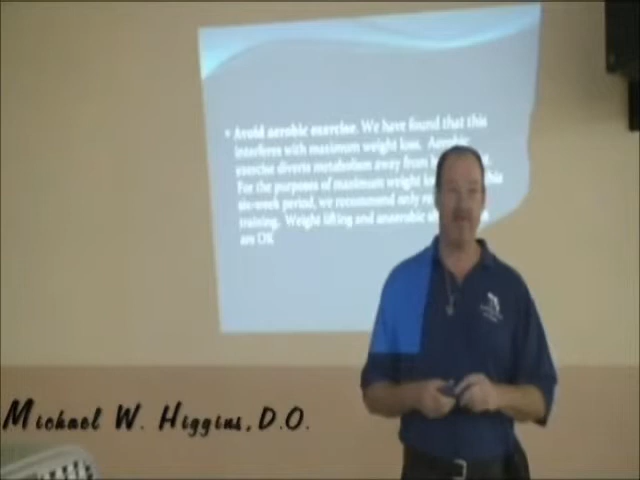 • Avoid aerobic exercise. We have found that this
interferes with maximum weight loss. Aerobic
exercise diverts metabolism away from
For the purposes of maximum weight
six-week period, we recommend only
training. Weight lifting and anaerobic
are OK
Michael W. Higgins, D.O.